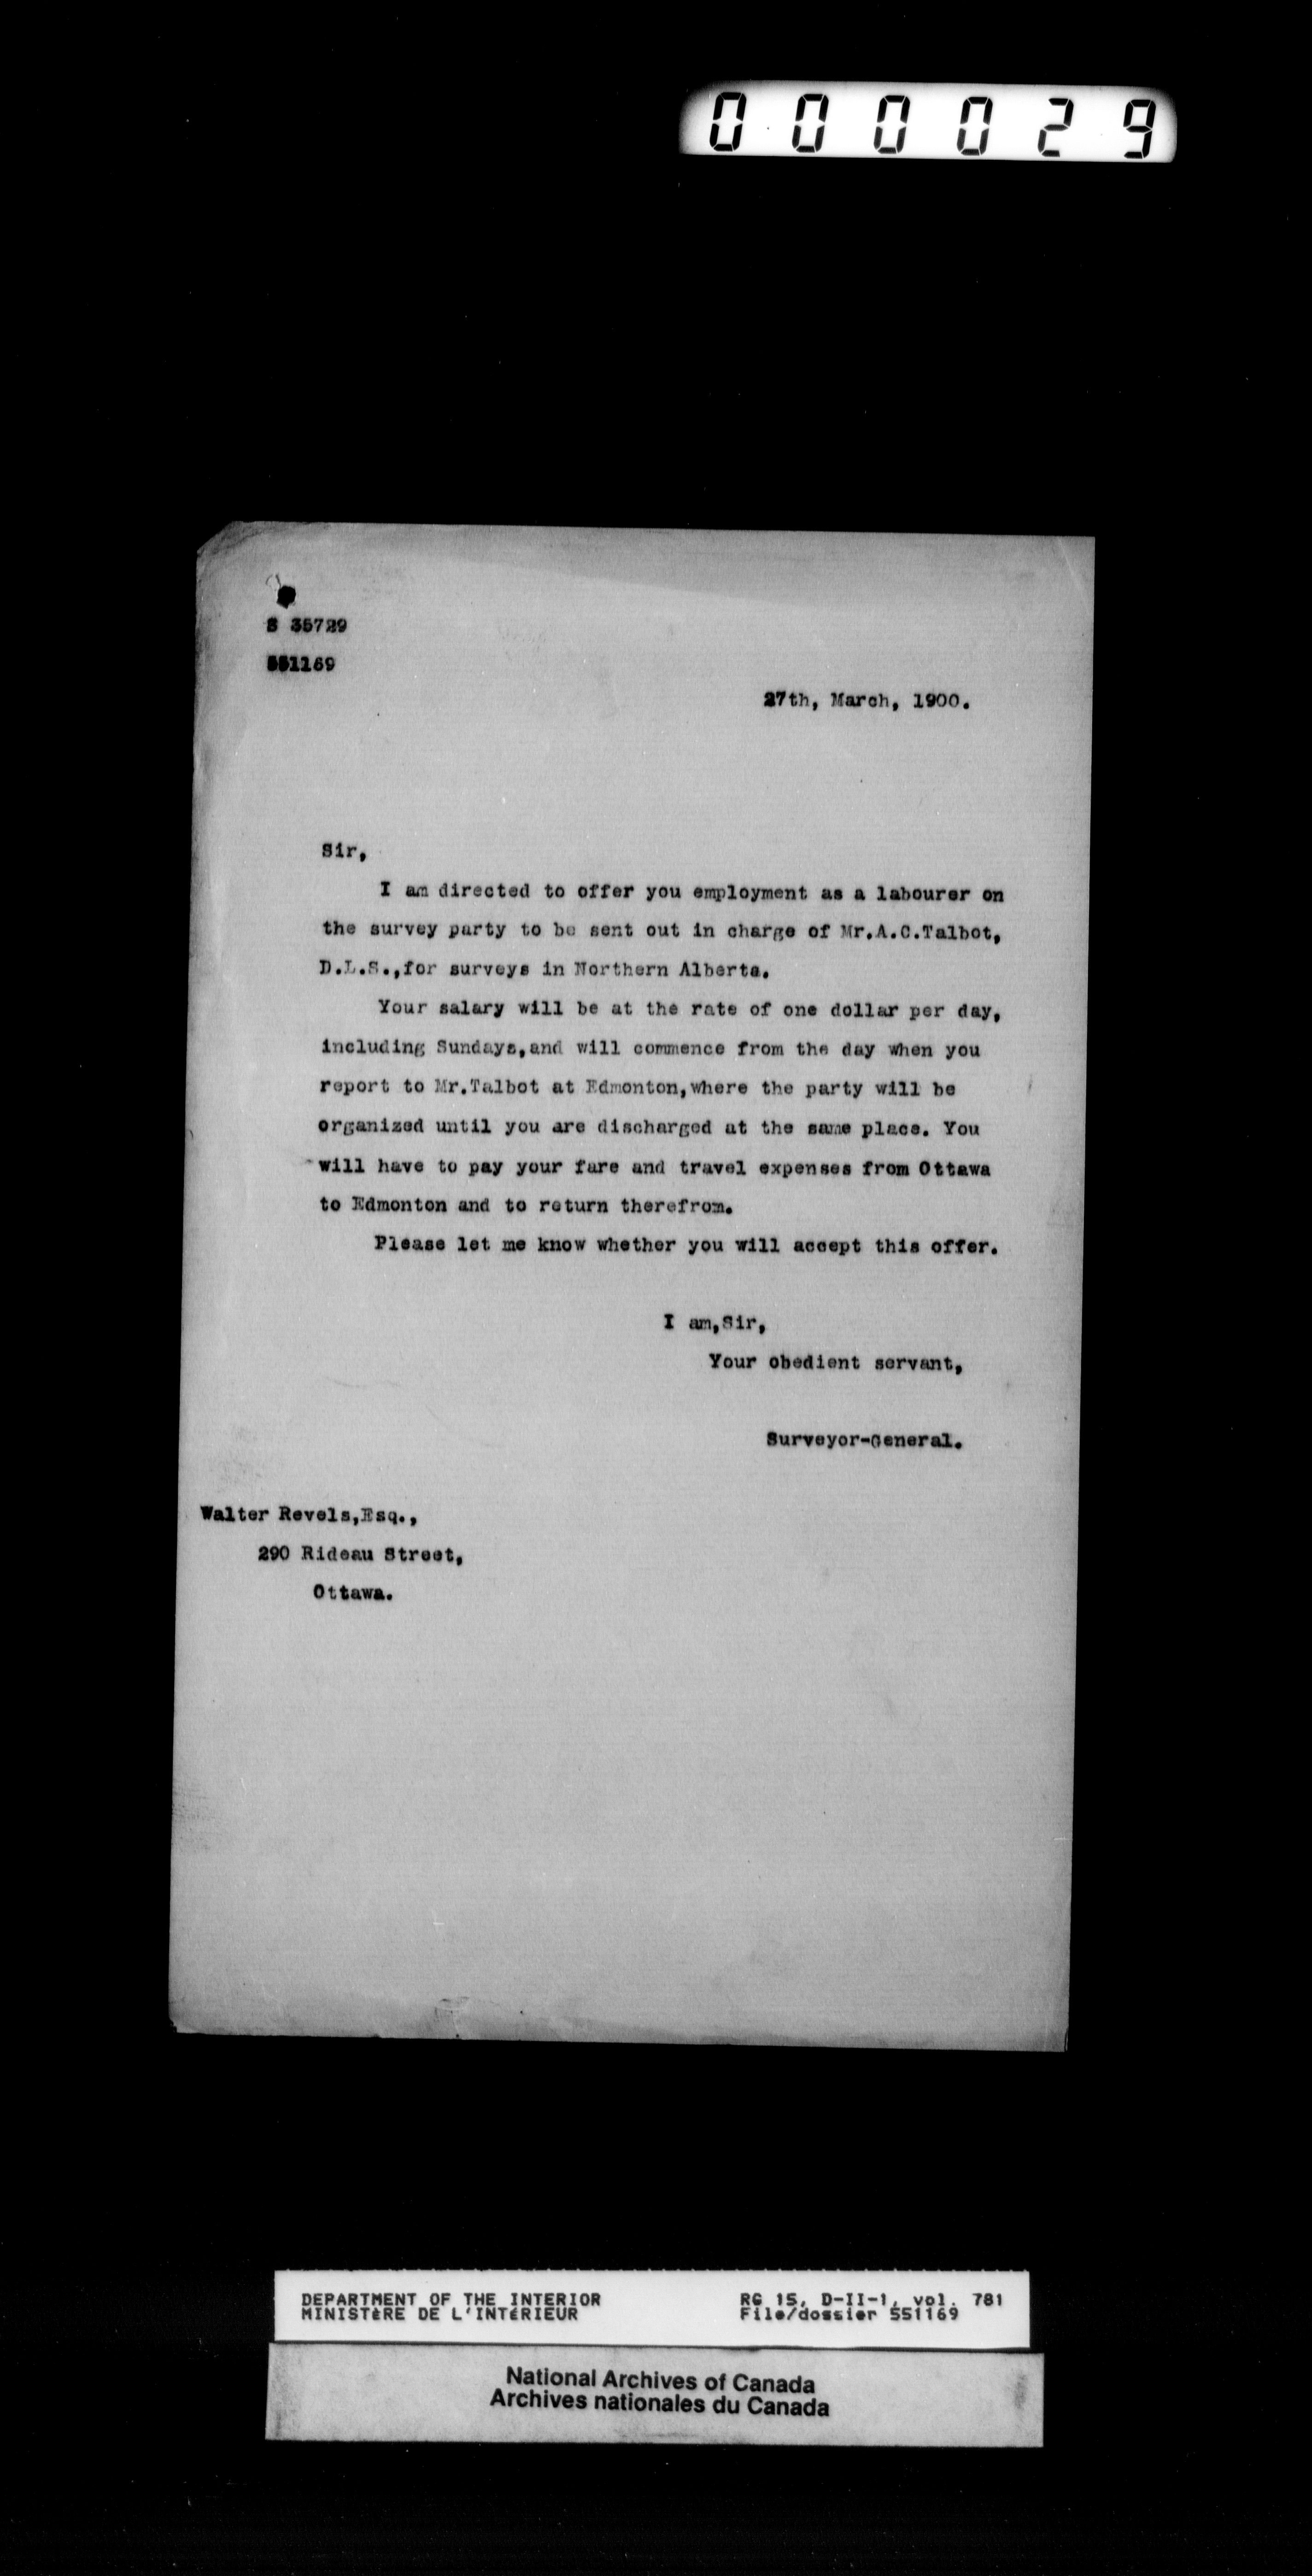 000029
S 35729
551169
27th, March, 1900.
Sir,
I am directed to offer you employment as a labourer on
the survey party to be sent out in charge of Mr.A.C.Talbot,
D.L.S.,for surveys in Northern Alberta.
Your salary will be at the rate of one dollar per day,
including Sundays,and will commence from the day when you
report to Mr.Talbot at Edmonton,where the party will be
organized until you are discharged at the same place. You
will have to pay your fare and travel expenses from Ottawa
to Edmonton and to return therefrom.
Please let me know whether you will accept this offer.
I am,Sir,
Your obedient servant,
Surveyor-General.
Walter Revels,Esq.,
290 Rideau Street,
Ottawa.
DEPARTMENT OF THE INTERIOR RG 15, D-II-1, vol. 781
MINISTÈRE DE L'INTÉRIEUR File/dossier 551169
National Archives of Canada
Archives nationales du Canada